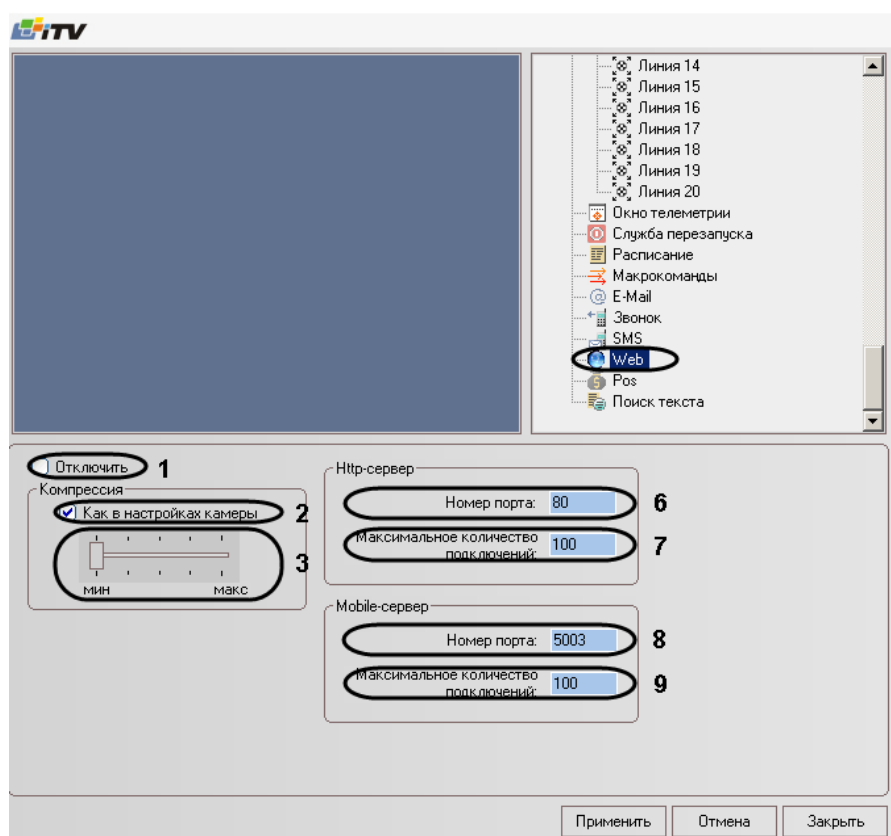 iTV
Линия 14
Линия 15
Линия 16
Линия 17
Линия 18
Линия 19
Линия 20
Окно телеметрии
Служба перезапуска
Расписание
Макрокоманды
E-Mail
Звонок
SMS
Web
Pos
Поиск текста
Отключить 1
Компрессия
Как в настройках камеры 2
3
мин макс
Http-сервер
Номер порта: 80 6
Максимальное количество
подключений: 100 7
Mobile-сервер
Номер порта: 5003 8
Максимальное количество
подключений: 100 9
Применить Отмена Закрыть